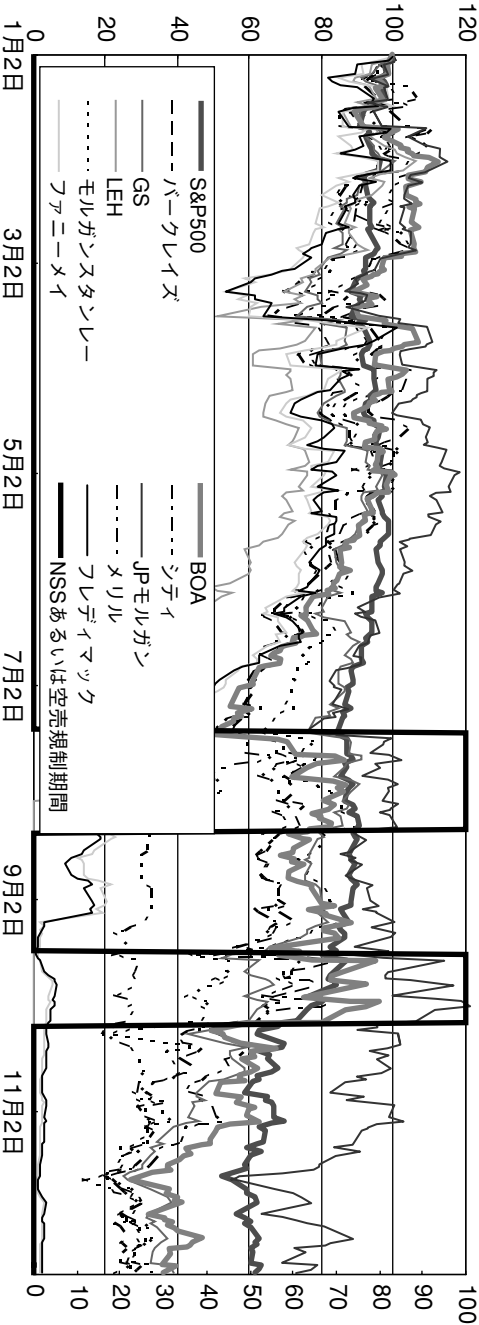 120
100
80
60
40
20
0
1月2日
3月2日
5月2日
7月2日
9月2日
11月2日
100
90
80
70
60
50
40
30
20
10
0
S&P500
バークレイズ
GS
LEH
モルガンスタンレー
ファニーメイ
BOA
シティ
JPモルガン
メリル
フレディマック
NSSあるいは空売規制期間